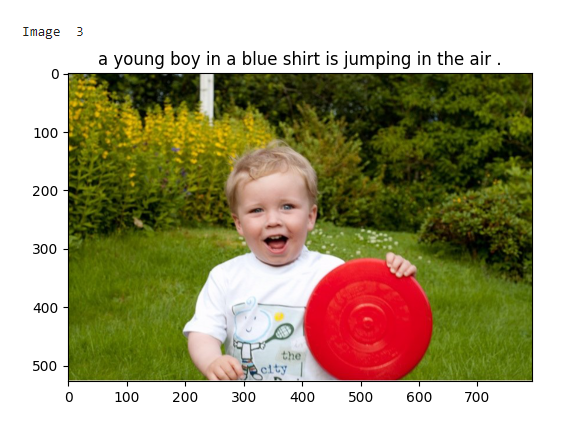 Image 3
a young boy in a blue shirt is jumping in the air .
0
100
200
300
400
500
the
city
0 100 200 300 400 500 600 700